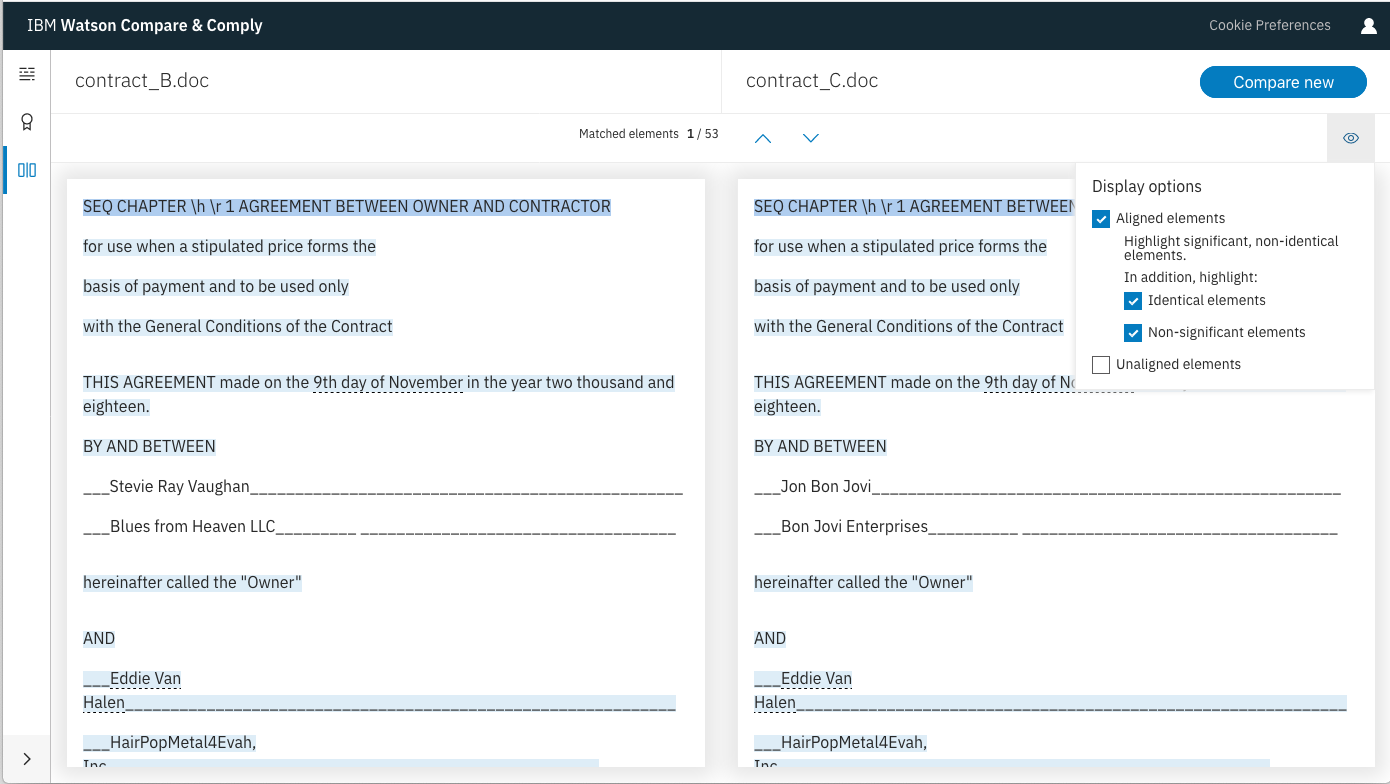 IBM Watson Compare & Comply
Cookie Preferences
contract_B.doc
contract_C.doc
Compare new
Matched elements 1 / 53
SEQ CHAPTER \h \r 1 AGREEMENT BETWEEN OWNER AND CONTRACTOR
for use when a stipulated price forms the
basis of payment and to be used only
with the General Conditions of the Contract
THIS AGREEMENT made on the 9th day of November in the year two thousand and
eighteen.
BY AND BETWEEN
___Stevie Ray Vaughan________________________________________________
___Blues from Heaven LLC_________ ___________________________________
hereinafter called the "Owner"
AND
___Eddie Van
Halen_____________________________________________________________
___HairPopMetal4Evah,
Inc
SEQ CHAPTER \h \r 1 AGREEMENT BETWEEN
for use when a stipulated price forms the
basis of payment and to be used only
with the General Conditions of the Contract
THIS AGREEMENT made on the 9th day of
eighteen.
BY AND BETWEEN
___Jon Bon Jovi____________________________________________________
___Bon Jovi Enterprises__________ ___________________________________
hereinafter called the "Owner"
AND
___Eddie Van
Halen_____________________________________________________________
___HairPopMetal4Evah,
Inc
Display options
Aligned elements
Highlight significant, non-identical
elements.
In addition, highlight:
Identical elements
Non-significant elements
Unaligned elements